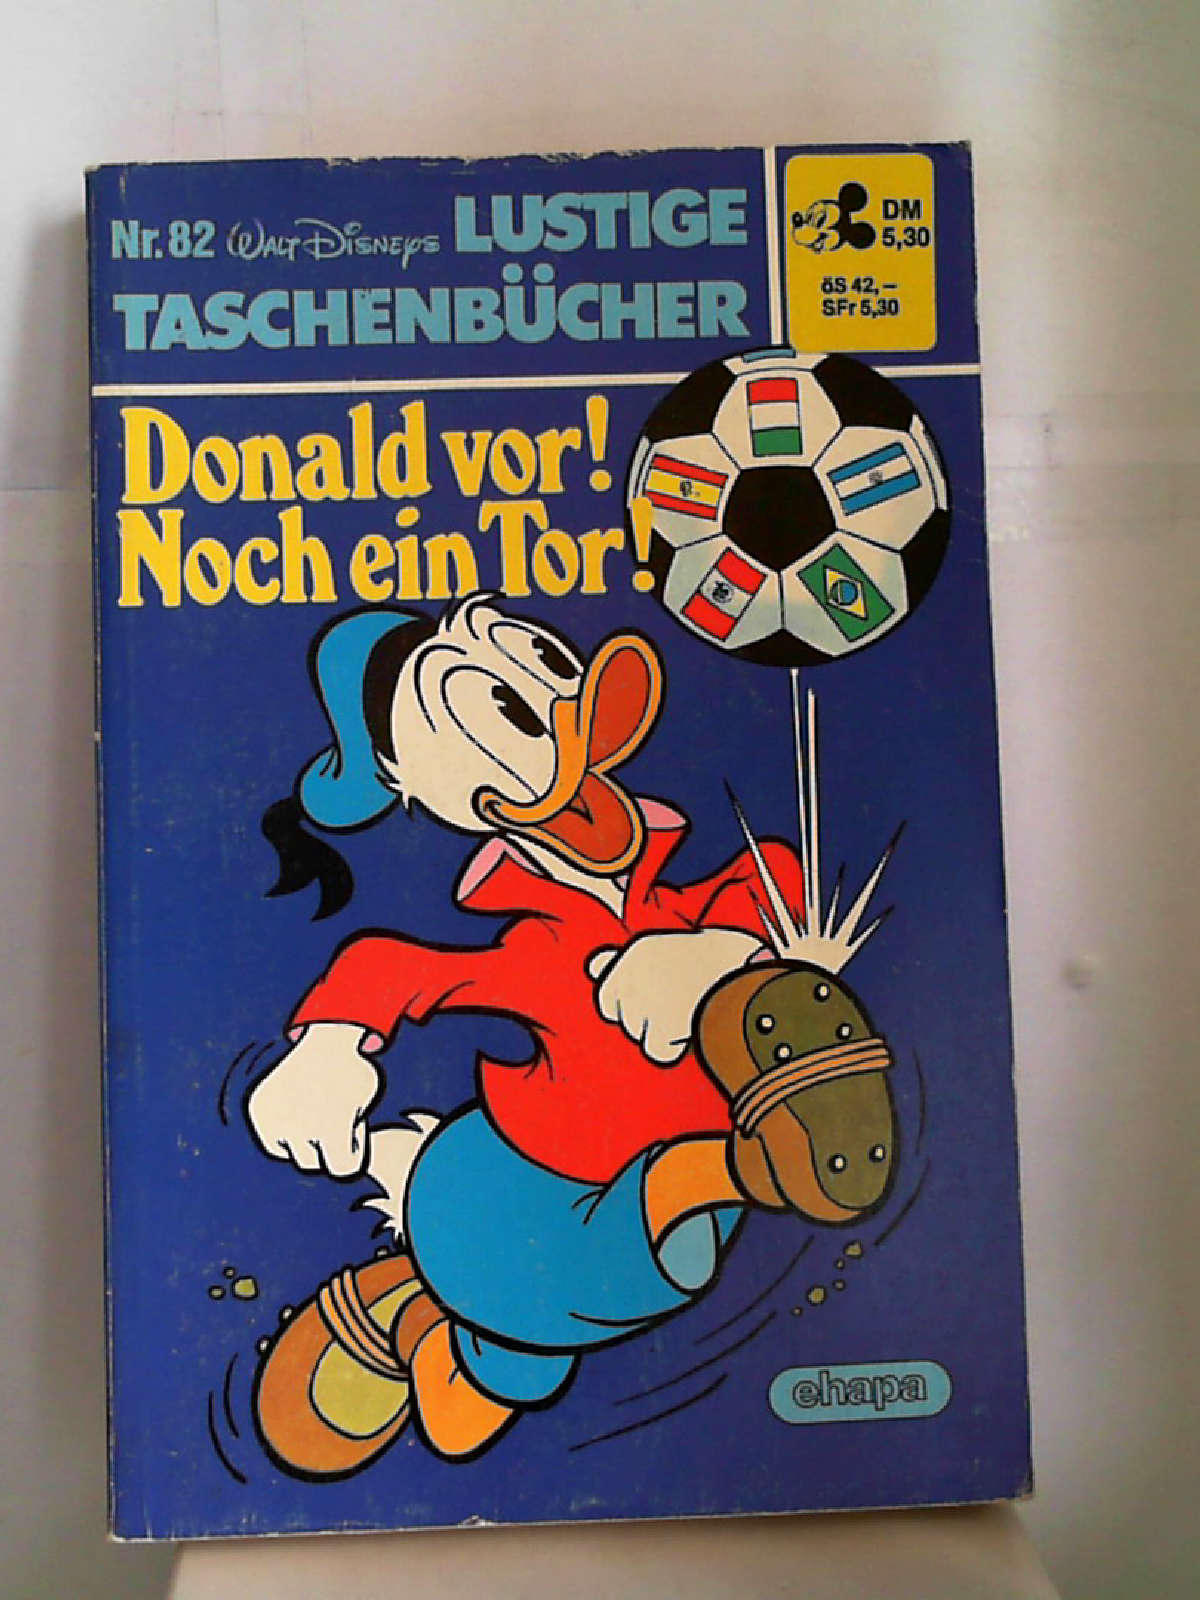 Nr. 82 WALT DISNEYS LUSTIGE
TASCHENBÜCHER
DM
5,30
öS 42,–
SFr 5,30
Donald vor!
Noch ein Tor!
ehapa